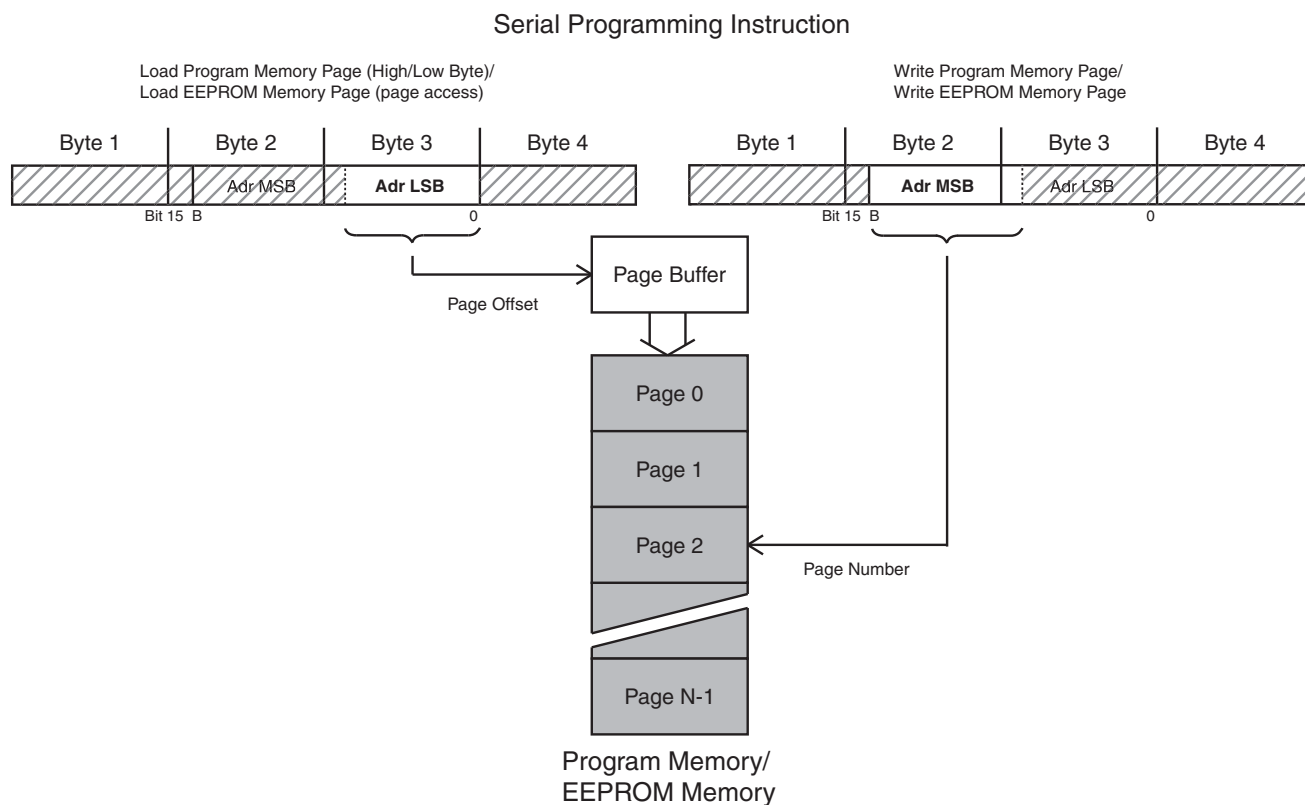 Serial Programming Instruction
Load Program Memory Page (High/Low Byte)/
Load EEPROM Memory Page (page access)
Write Program Memory Page/
Write EEPROM Memory Page
Byte 1 Byte 2 Byte 3 Byte 4
Byte 1 Byte 2 Byte 3 Byte 4
Adr MSB Adr LSB
Adr MSB Adr LSB
Bit 15 B 0
Bit 15 B 0
Page Buffer
Page Offset
Page 0
Page 1
Page 2
Page Number
Page N-1
Program Memory/
EEPROM Memory